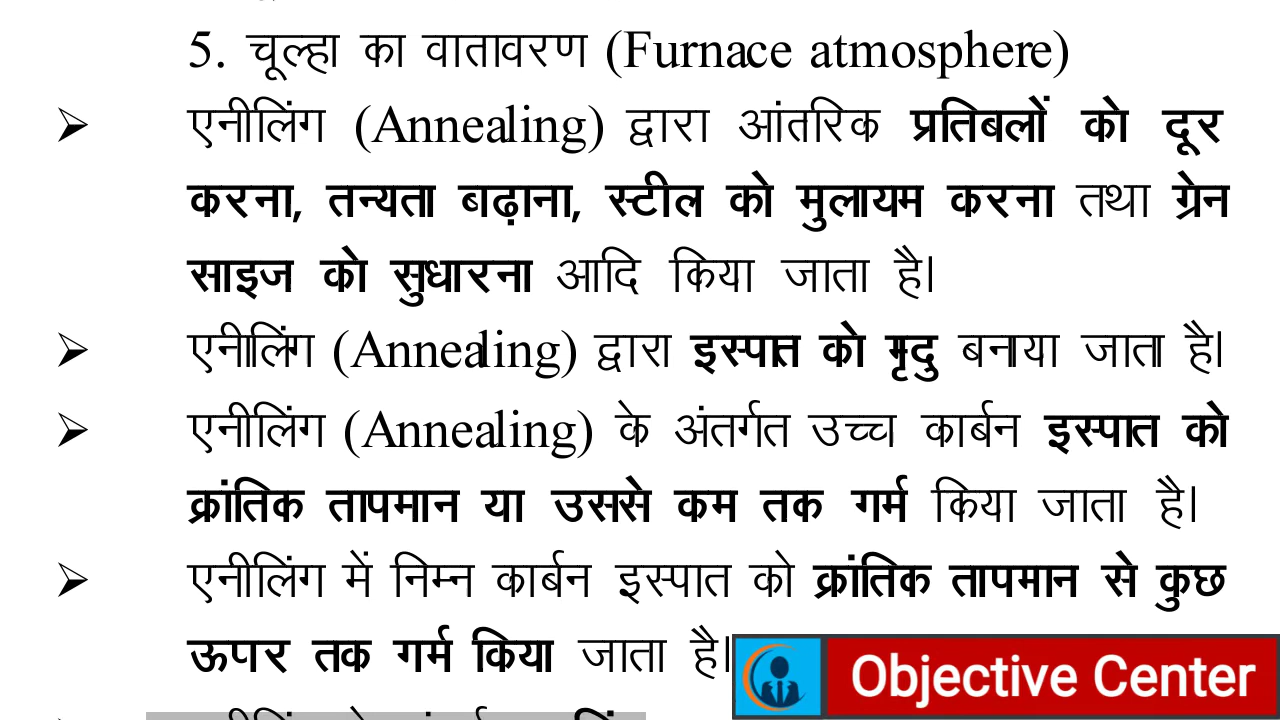 5. चूल्हा का वातावरण (Furnace atmosphere)
➢ एनीलिंग (Annealing) द्वारा आंतरिक प्रतिबलों को दूर
करना, तन्यता बढ़ाना, स्टील को मुलायम करना तथा ग्रेन
साइज को सुधारना आदि किया जाता है।
➢ एनीलिंग (Annealing) द्वारा इस्पात को मृदु बनाया जाता है।
➢ एनीलिंग (Annealing) के अंतर्गत उच्च कार्बन इस्पात को
क्रांतिक तापमान या उससे कम तक गर्म किया जाता है।
➢ एनीलिंग में निम्न कार्बन इस्पात को क्रांतिक तापमान से कुछ
ऊपर तक गर्म किया जाता है।
Objective Center